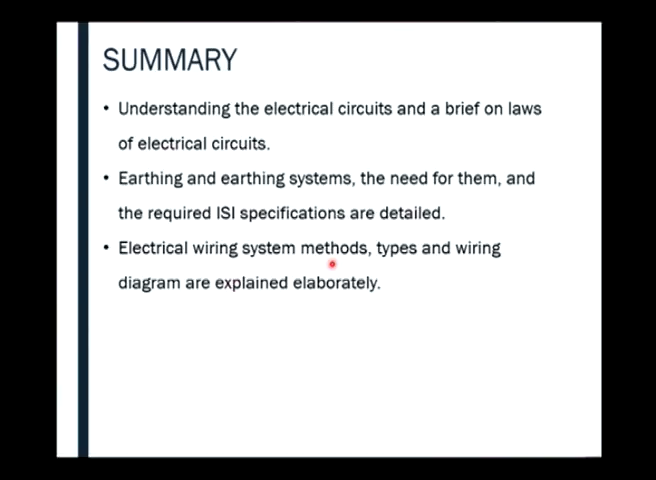 SUMMARY
• Understanding the electrical circuits and a brief on laws
of electrical circuits.
• Earthing and earthing systems, the need for them, and
the required ISI specifications are detailed.
• Electrical wiring system methods, types and wiring
diagram are explained elaborately.